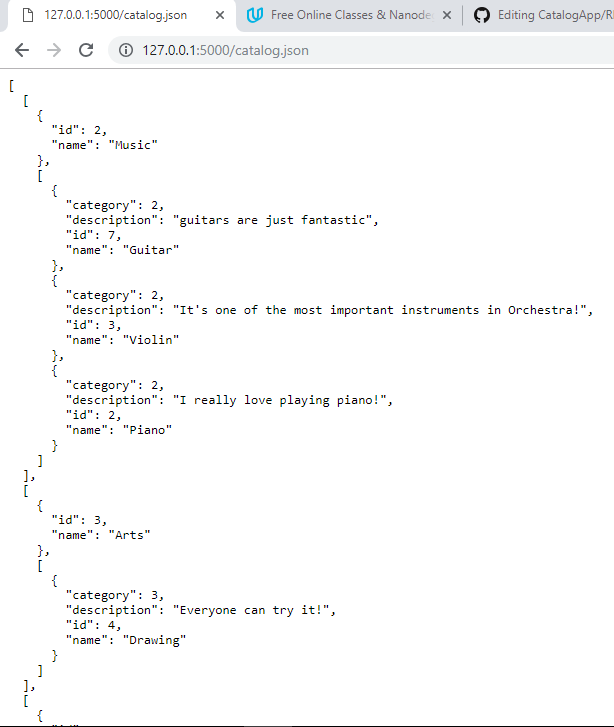 127.0.0.1:5000/catalog.json
Free Online Classes & Nanode
Editing CatalogApp/R
127.0.0.1:5000/catalog.json
[
  [
    {
      "id": 2,
      "name": "Music"
    },
    [
      {
        "category": 2,
        "description": "guitars are just fantastic",
        "id": 7,
        "name": "Guitar"
      },
      {
        "category": 2,
        "description": "It's one of the most important instruments in Orchestra!",
        "id": 3,
        "name": "Violin"
      },
      {
        "category": 2,
        "description": "I really love playing piano!",
        "id": 2,
        "name": "Piano"
      }
    ]
  ],
  [
    {
      "id": 3,
      "name": "Arts"
    },
    [
      {
        "category": 3,
        "description": "Everyone can try it!",
        "id": 4,
        "name": "Drawing"
      }
    ]
  ],
  [
    {